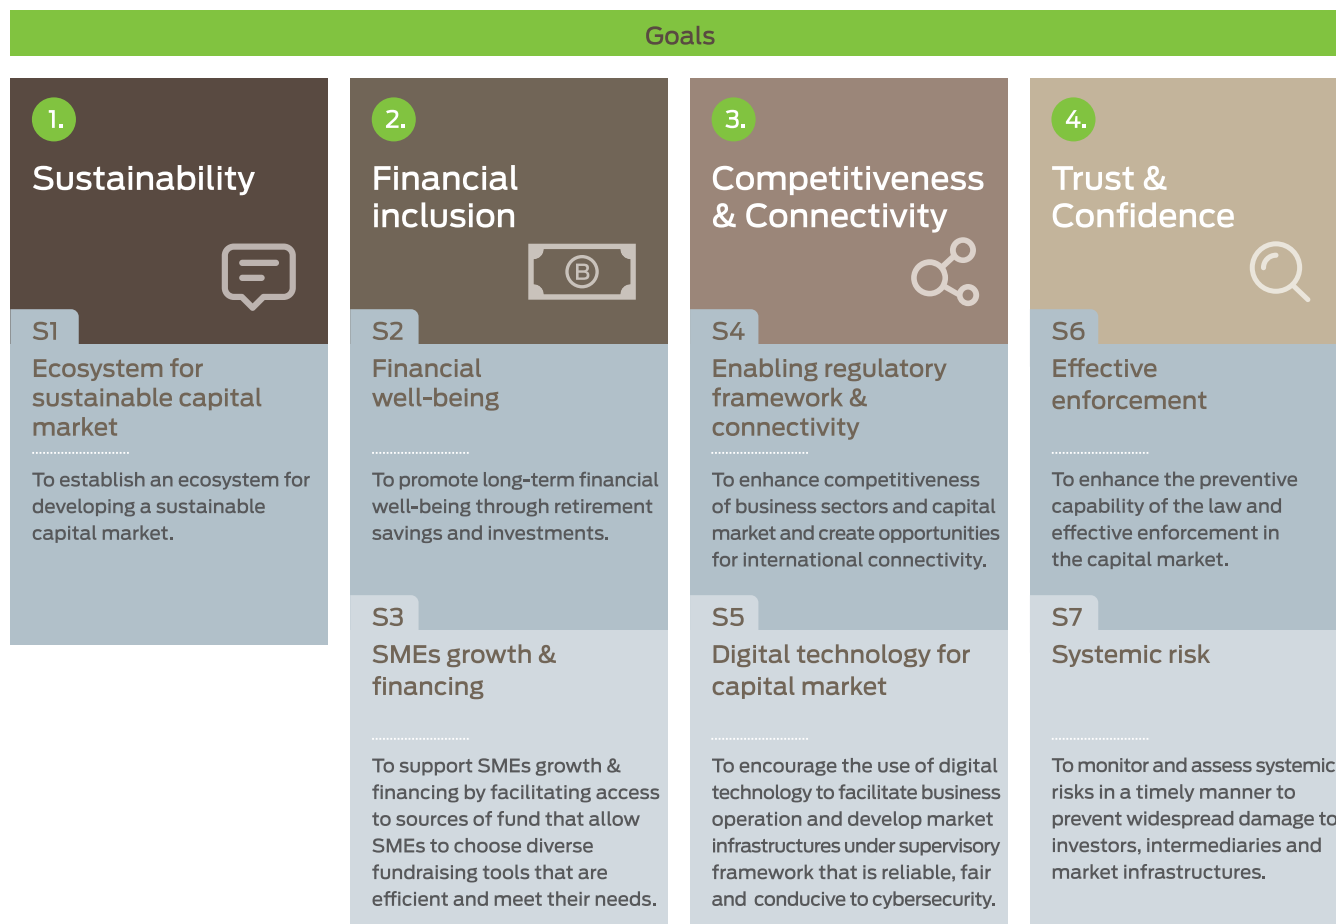 Goals
1.
Sustainability
S1
Ecosystem for
sustainable capital
market
To establish an ecosystem for
developing a sustainable
capital market.
2.
Financial
inclusion
B
S2
Financial
well-being
To promote long-term financial
well-being through retirement
savings and investments.
S3
SMEs growth &
financing
To support SMEs growth &
financing by facilitating access
to sources of fund that allow
SMEs to choose diverse
fundraising tools that are
efficient and meet their needs.
3.
Competitiveness
& Connectivity
S4
Enabling regulatory
framework &
connectivity
To enhance competitiveness
of business sectors and capital
market and create opportunities
for international connectivity.
S5
Digital technology for
capital market
To encourage the use of digital
technology to facilitate business
operation and develop market
infrastructures under supervisory
framework that is reliable, fair
and conducive to cybersecurity.
4.
Trust &
Confidence
S6
Effective
enforcement
To enhance the preventive
capability of the law and
effective enforcement in
the capital market.
S7
Systemic risk
To monitor and assess systemic
risks in a timely manner to
prevent widespread damage to
investors, intermediaries and
market infrastructures.